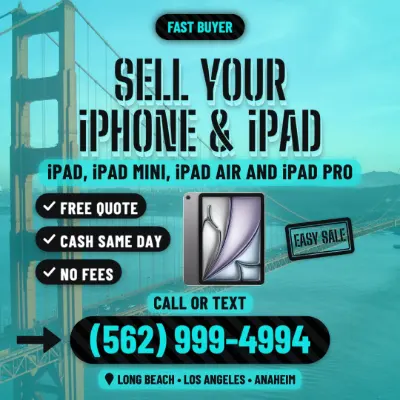 FAST BUYER
SELL YOUR
iPHONE & iPAD
iPAD, iPAD MINI, iPAD AIR AND iPAD PRO
FREE QUOTE
CASH SAME DAY
NO FEES
EASY SALE
CALL OR TEXT
(562) 999-4994
LONG BEACH • LOS ANGELES • ANAHEIM